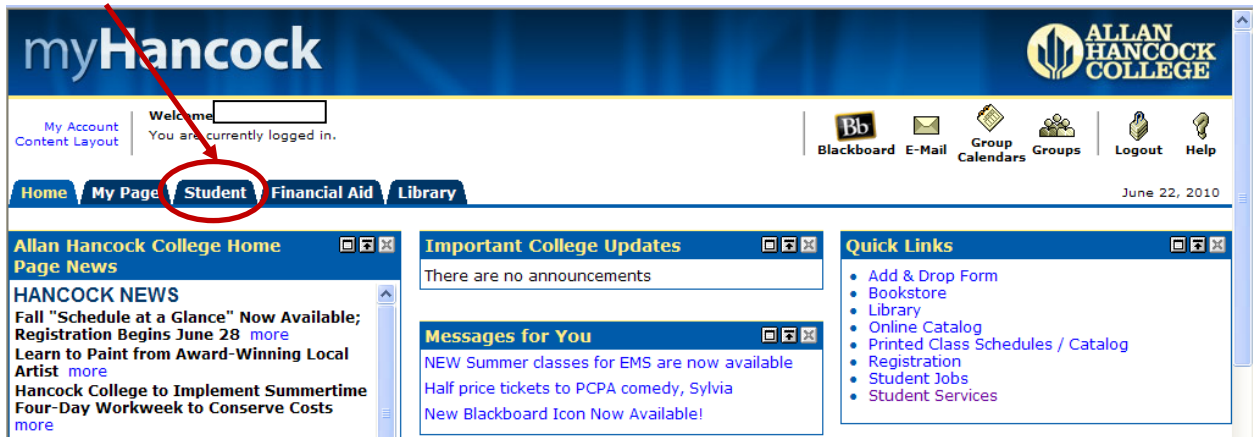 myHancock
ALLAN
HANCOCK
COLLEGE
My Account
Content Layout
Welcome
You are currently logged in.
Bb
Blackboard
E-Mail
Group
Calendars
Groups
Logout
Help
Home
My Page
Student
Financial Aid
Library
June 22, 2010
Allan Hancock College Home
Page News
HANCOCK NEWS
Fall "Schedule at a Glance" Now Available;
Registration Begins June 28 more
Learn to Paint from Award-Winning Local
Artist more
Hancock College to Implement Summertime
Four-Day Workweek to Conserve Costs
more
Important College Updates
There are no announcements
Messages for You
NEW Summer classes for EMS are now available
Half price tickets to PCPA comedy, Sylvia
New Blackboard Icon Now Available!
Quick Links
Add & Drop Form
Bookstore
Library
Online Catalog
Printed Class Schedules / Catalog
Registration
Student Jobs
Student Services